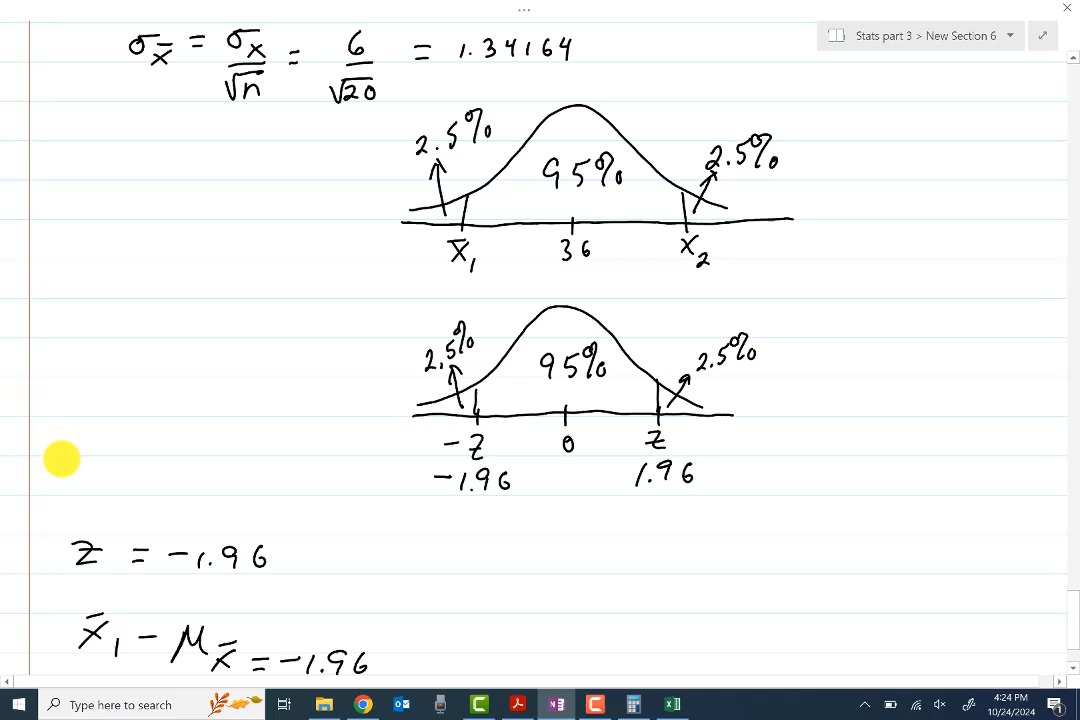 ...
Stats part 3 > New Section 6
σx̄ = σx/√n = 6/√20 = 1.34164
2.5% 95% 2.5%
x̄1 36 x2
2.5% 95% 2.5%
-z 0 z
-1.96 1.96
z = -1.96
x̄1 - μx̄ = -1.96
Type here to search
4:24 PM
10/24/2024